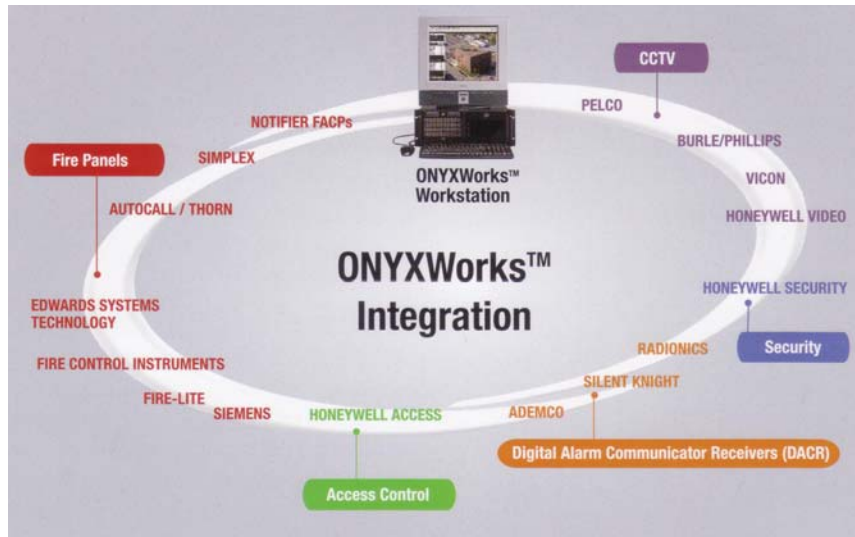 CCTV
PELCO
NOTIFIER FACPs
BURLE/PHILLIPS
Fire Panels
SIMPLEX
ONYXWorks™
Workstation
VICON
AUTOCALL / THORN
HONEYWELL VIDEO
ONYXWorks™
Integration
HONEYWELL SECURITY
EDWARDS SYSTEMS
TECHNOLOGY
RADIONICS
Security
FIRE CONTROL INSTRUMENTS
SILENT KNIGHT
FIRE-LITE
SIEMENS
HONEYWELL ACCESS
ADEMCO
Digital Alarm Communicator Receivers (DACR)
Access Control